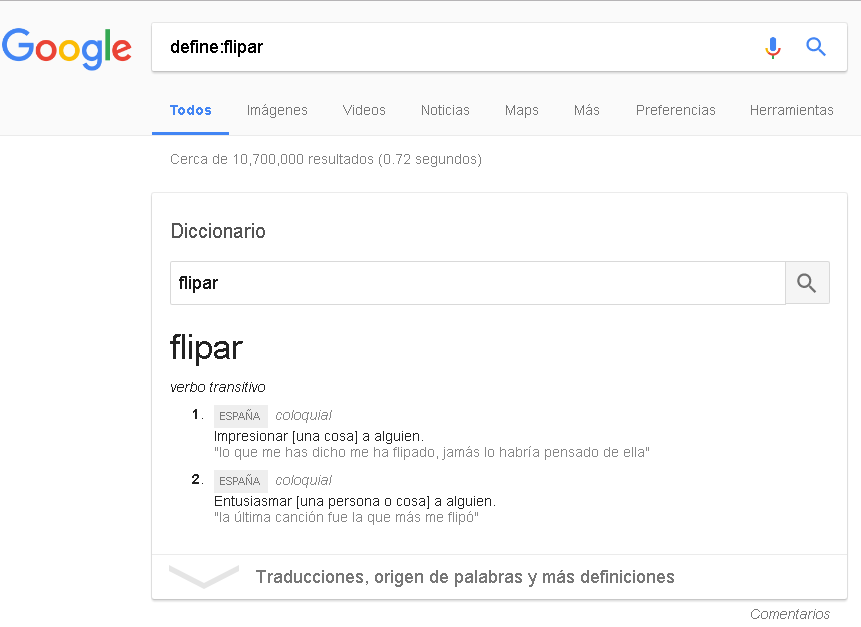 Google
define:flipar
Todos Imágenes Videos Noticias Maps Más Preferencias Herramientas
Cerca de 10,700,000 resultados (0.72 segundos)
Diccionario
flipar
flipar
verbo transitivo
1. ESPAÑA coloquial
Impresionar [una cosa] a alguien.
"lo que me has dicho me ha flipado, jamás lo habría pensado de ella"
2. ESPAÑA coloquial
Entusiasmar [una persona o cosa] a alguien.
"la última canción fue la que más me flipó"
Traducciones, origen de palabras y más definiciones
Comentarios